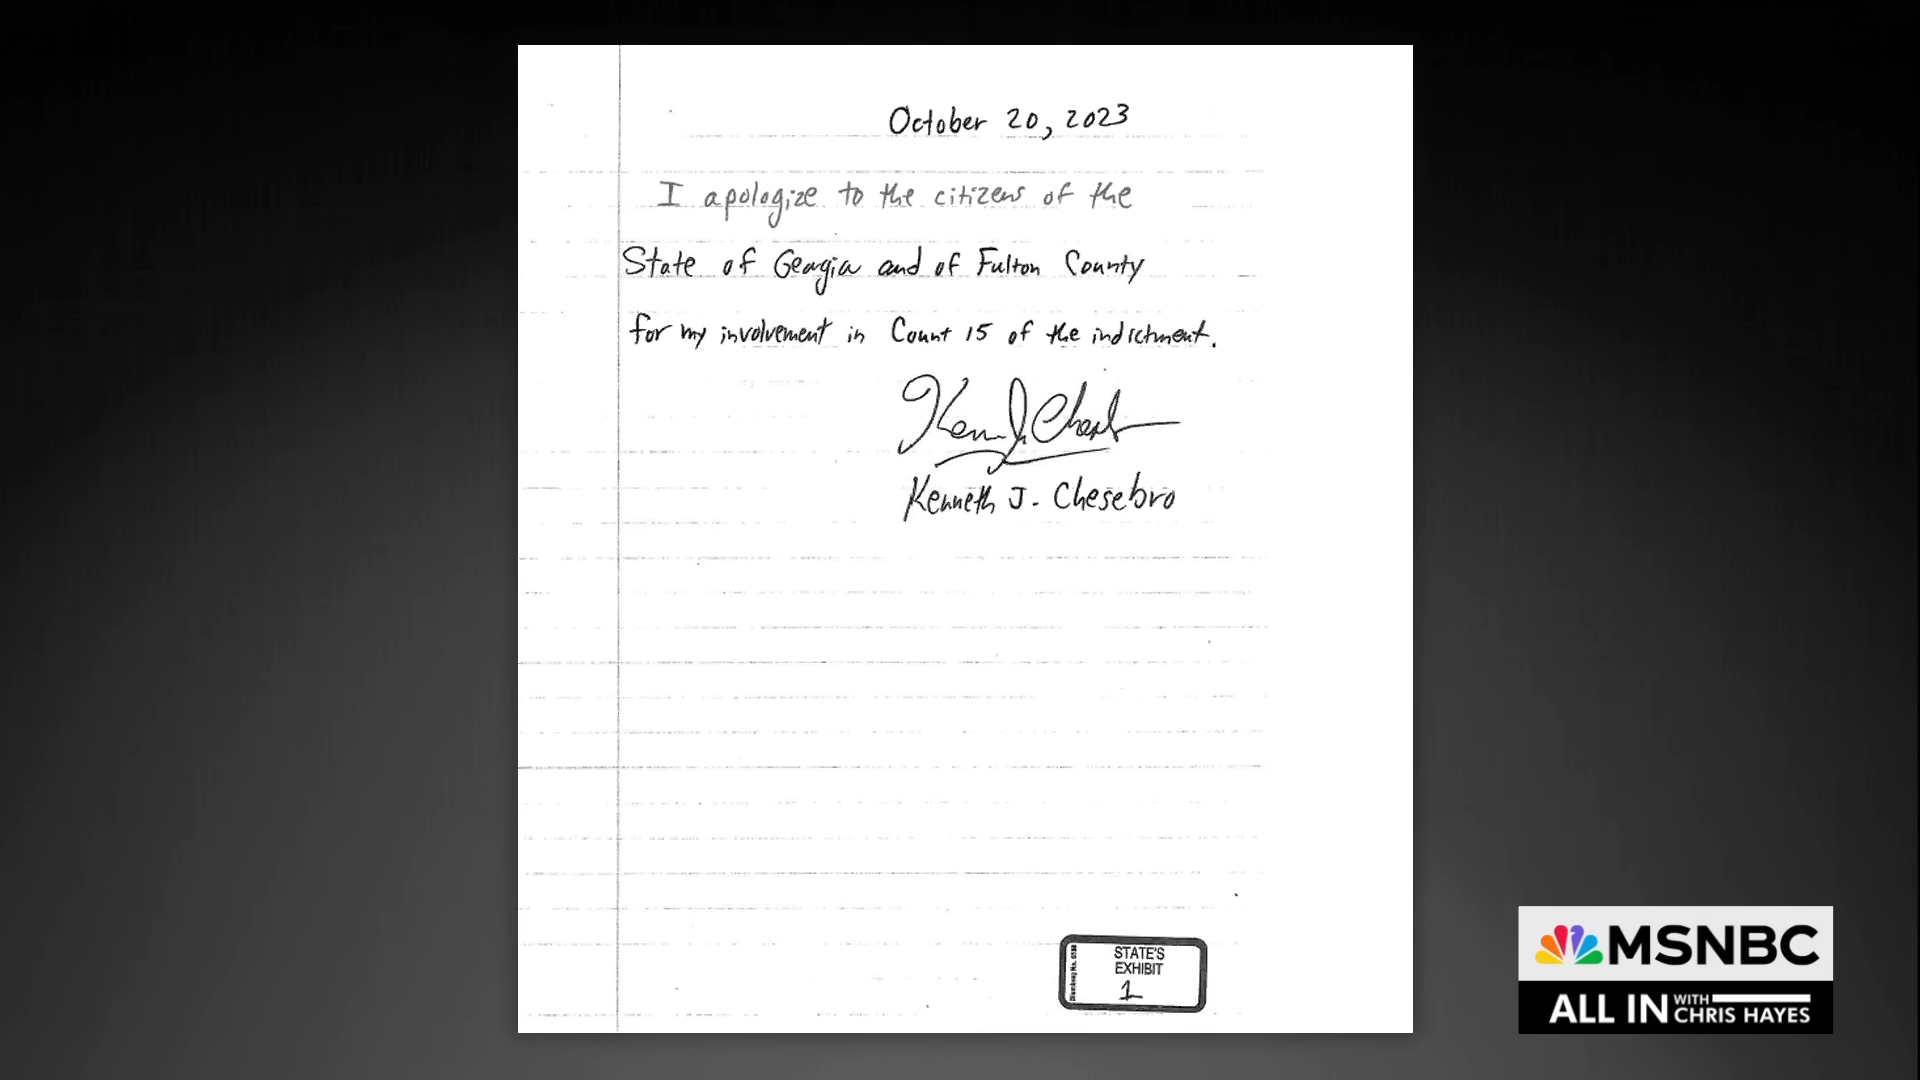 October 20, 2023
I apologize to the citizens of the
State of Georgia and of Fulton County
for my involvement in Count 15 of the indictment.
Kenneth J. Chesebro
STATE'S
EXHIBIT
1
MSNBC
ALL IN WITH CHRIS HAYES